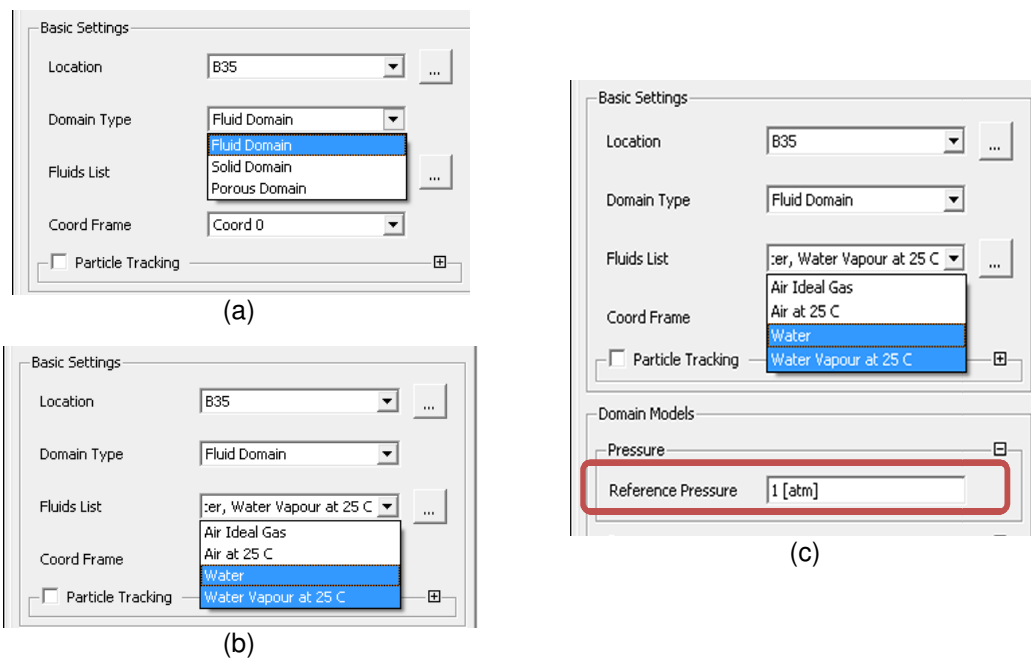 Basic Settings
Location B35 ...
Domain Type Fluid Domain
Fluid Domain
Solid Domain
Fluids List ...
Porous Domain
Coord Frame Coord 0
Particle Tracking
(a)
Basic Settings
Location B35 ...
Domain Type Fluid Domain
Fluids List :er, Water Vapour at 25 C ...
Air Ideal Gas
Air at 25 C
Coord Frame
Water
Particle Tracking Water Vapour at 25 C
(b)
Basic Settings
Location B35 ...
Domain Type Fluid Domain
Fluids List :er, Water Vapour at 25 C ...
Air Ideal Gas
Air at 25 C
Coord Frame
Water
Particle Tracking Water Vapour at 25 C
Domain Models
Pressure
Reference Pressure 1 [atm]
(c)